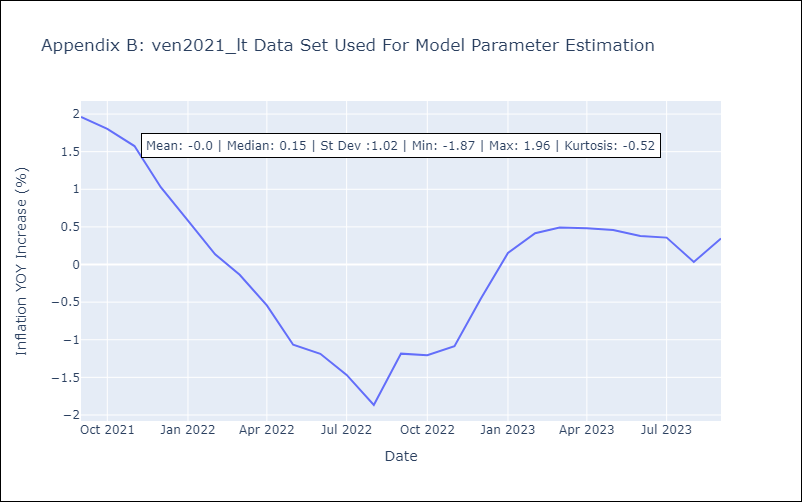 Appendix B: ven2021_lt Data Set Used For Model Parameter Estimation
Mean: -0.0 | Median: 0.15 | St Dev :1.02 | Min: -1.87 | Max: 1.96 | Kurtosis: -0.52
Inflation YOY Increase (%)
2
1.5
1
0.5
0
−0.5
−1
−1.5
−2
Oct 2021 Jan 2022 Apr 2022 Jul 2022 Oct 2022 Jan 2023 Apr 2023 Jul 2023
Date